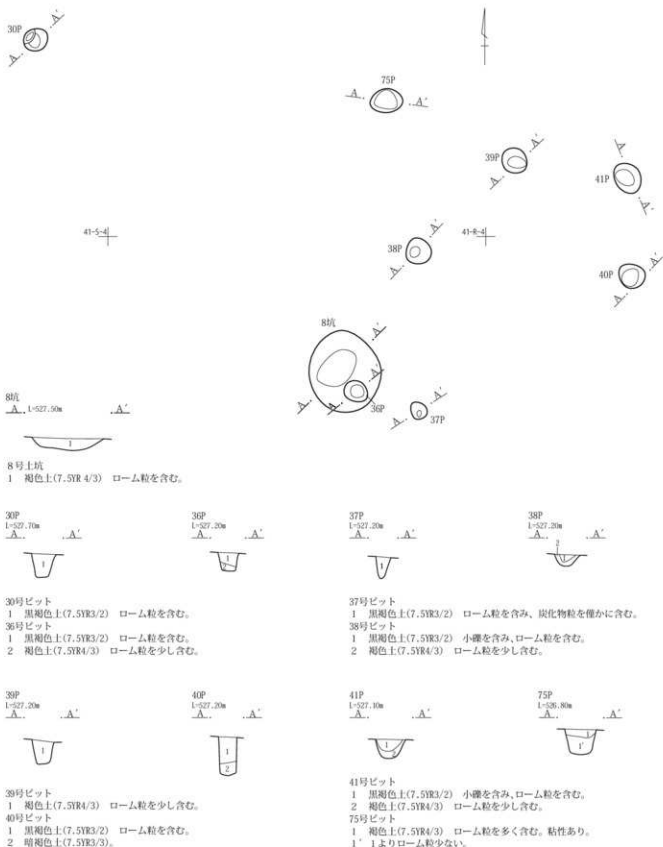 30P
A A′
75P
A A′
39P
A A′
41P
A A′
41-S-4
38P
A A′
41-R-4
40P
A A′
8坑
A A′
36P
A A′
37P
A A′
8坑
A L=527.50m A′
1
8号土坑
1 褐色土(7.5YR 4/3) ローム粒を含む。
30P
L=527.70m
A A′
1
36P
L=527.20m
A A′
1
2
30号ピット
1 黒褐色土(7.5YR3/2) ローム粒を含む。
36号ピット
1 黒褐色土(7.5YR3/2) ローム粒を含む。
2 褐色土(7.5YR4/3) ローム粒を少し含む。
37P
L=527.20m
A A′
1
38P
L=527.20m
A A′
2
1
37号ピット
1 黒褐色土(7.5YR3/2) ローム粒を含み、炭化物粒を僅かに含む。
38号ピット
1 黒褐色土(7.5YR3/2) 小礫を含み､ローム粒を含む。
2 褐色土(7.5YR4/3) ローム粒を少し含む。
39P
L=527.20m
A A′
1
40P
L=527.20m
A A′
1
2
39号ピット
1 褐色土(7.5YR4/3) ローム粒を少し含む。
40号ピット
1 黒褐色土(7.5YR3/2) ローム粒を含む。
2 暗褐色土(7.5YR3/3)。
41P
L=527.10m
A A′
1
2
75P
L=526.80m
A A′
1
1′
41号ピット
1 黒褐色土(7.5YR3/2) 小礫を含み､ローム粒を含む。
2 褐色土(7.5YR4/3) ローム粒を少し含む。
75号ピット
1 褐色土(7.5YR4/3) ローム粒を多く含む。粘性あり。
1′ 1よりローム粒少ない。